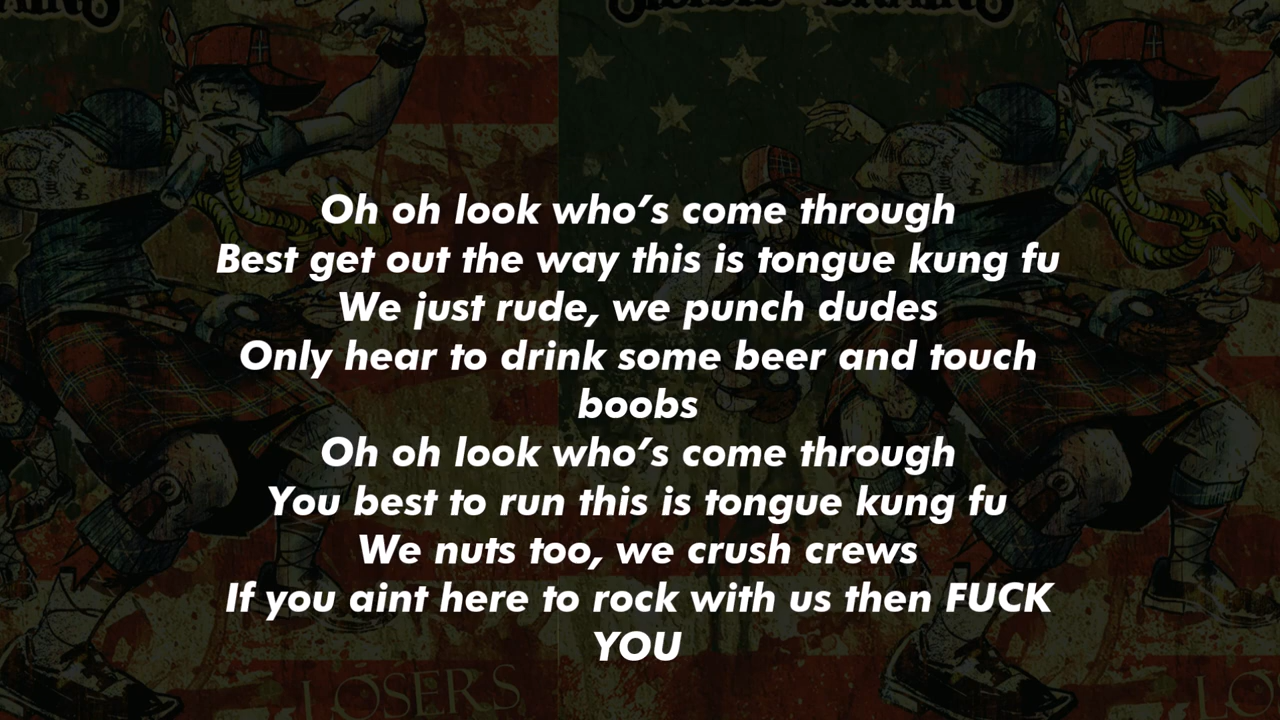 Oh oh look who's come through
Best get out the way this is tongue kung fu
We just rude, we punch dudes
Only hear to drink some beer and touch
boobs
Oh oh look who's come through
You best to run this is tongue kung fu
We nuts too, we crush crews
If you aint here to rock with us then FUCK
YOU
LOSERS